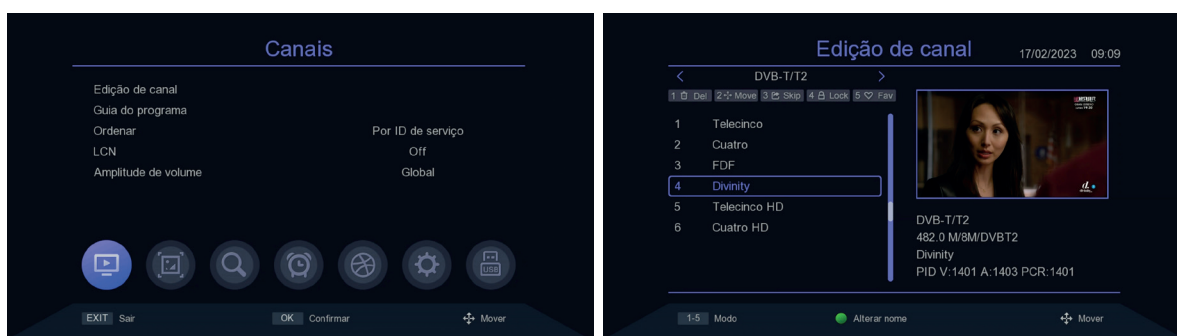 Canais
Edição de canal
Guia do programa
Ordenar Por ID de serviço
LCN Off
Amplitude de volume Global
USB
EXIT Sair OK Confirmar Mover
Edição de canal 17/02/2023 09:09
DVB-T/T2
1 Del 2 Move 3 Skip 4 Lock 5 Fav
1 Telecinco
2 Cuatro
3 FDF
4 Divinity
5 Telecinco HD
6 Cuatro HD
DVB-T/T2
482.0 M/8M/DVBT2
Divinity
PID V:1401 A:1403 PCR:1401
1-5 Modo Alterar nome Mover